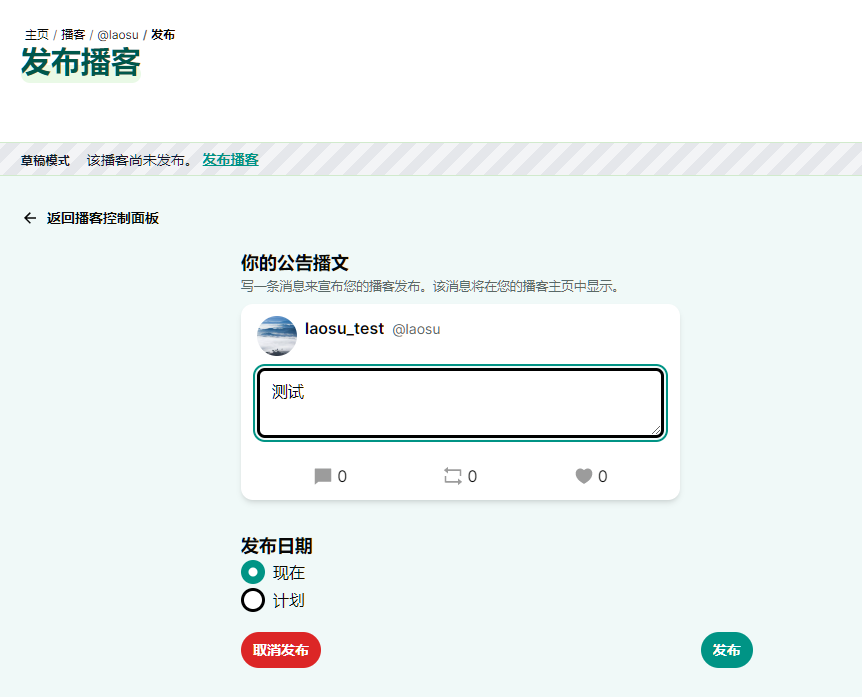 主页 / 播客 / @laosu / 发布
发布播客
草稿模式 该播客尚未发布。 发布播客
← 返回播客控制面板
你的公告播文
写一条消息来宣布您的播客发布。该消息将在您的播客主页中显示。
laosu_test @laosu
测试
0 0 0
发布日期
现在
计划
取消发布 发布